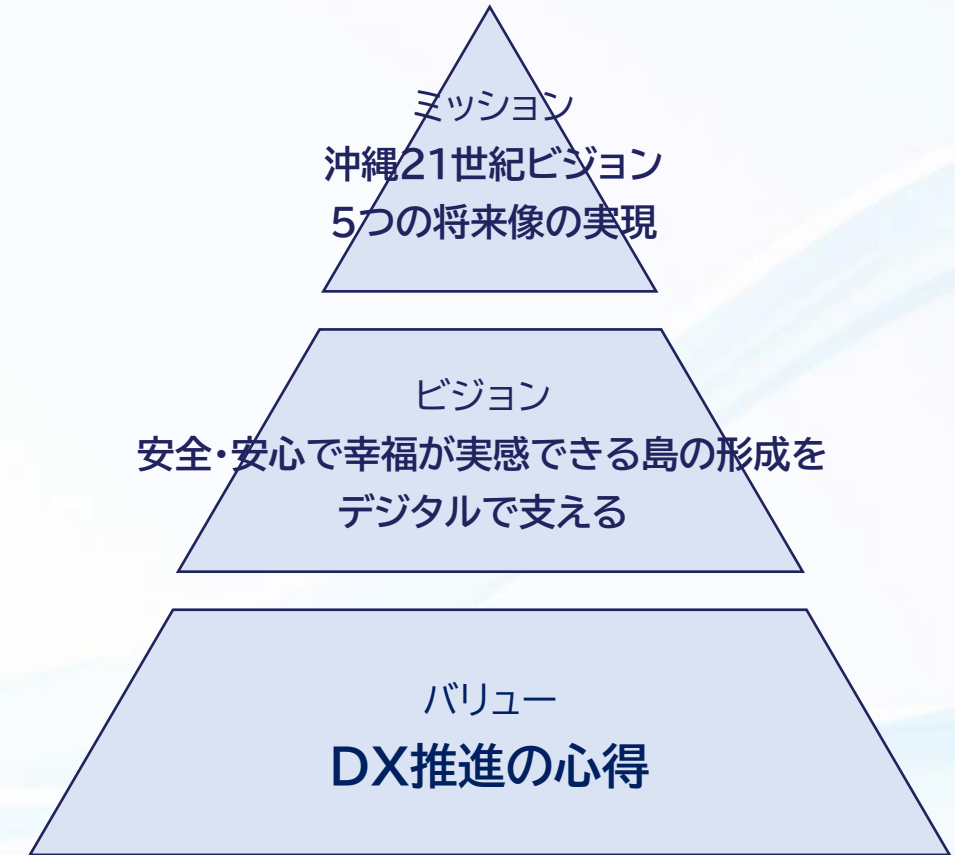 ミッション
沖縄21世紀ビジョン
5つの将来像の実現
ビジョン
安全・安心で幸福が実感できる島の形成を
デジタルで支える
バリュー
DX推進の心得